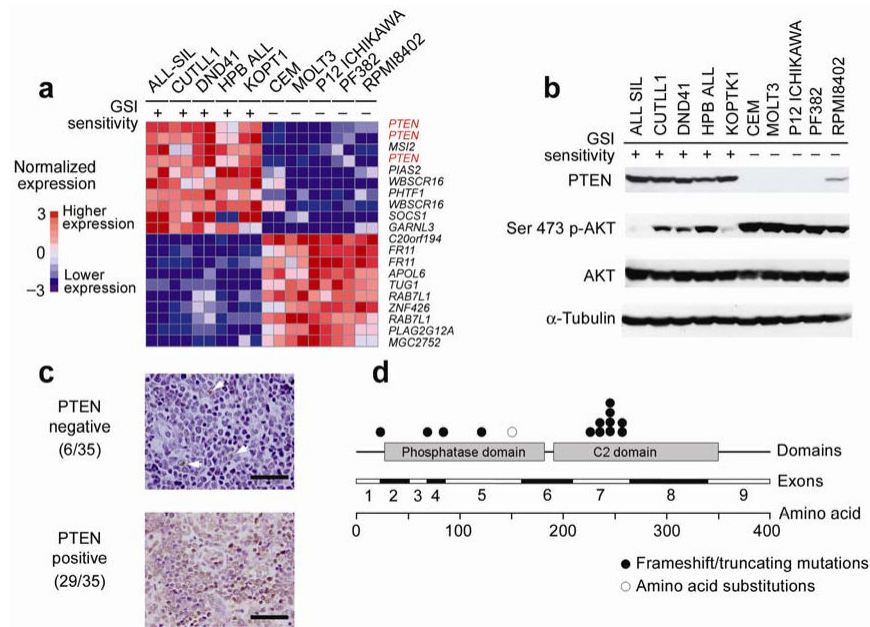 a
ALL-SIL
CUTLL1
DND41
HPB ALL
KOPT1
CEM
MOLT3
P12 ICHIKAWA
PF382
RPMI8402
GSI
sensitivity
+ + + + + – – – – –
Normalized
expression
3 Higher
expression
0
Lower
–3 expression
PTEN
PTEN
MSI2
PTEN
PIAS2
WBSCR16
PHTF1
WBSCR16
SOCS1
GARNL3
C20orf194
FR11
FR11
APOL6
TUG1
RAB7L1
ZNF426
RAB7L1
PLAG2G12A
MGC2752
b
ALL SIL
CUTLL1
DND41
HPB ALL
KOPTK1
CEM
MOLT3
P12 ICHIKAWA
PF382
RPMI8402
GSI
sensitivity
+ + + + + – – – – –
PTEN
Ser 473 p-AKT
AKT
α-Tubulin
c
PTEN
negative
(6/35)
PTEN
positive
(29/35)
d
Phosphatase domain C2 domain Domains
Exons
1 2 3 4 5 6 7 8 9
Amino acid
0 100 200 300 400
● Frameshift/truncating mutations
○ Amino acid substitutions